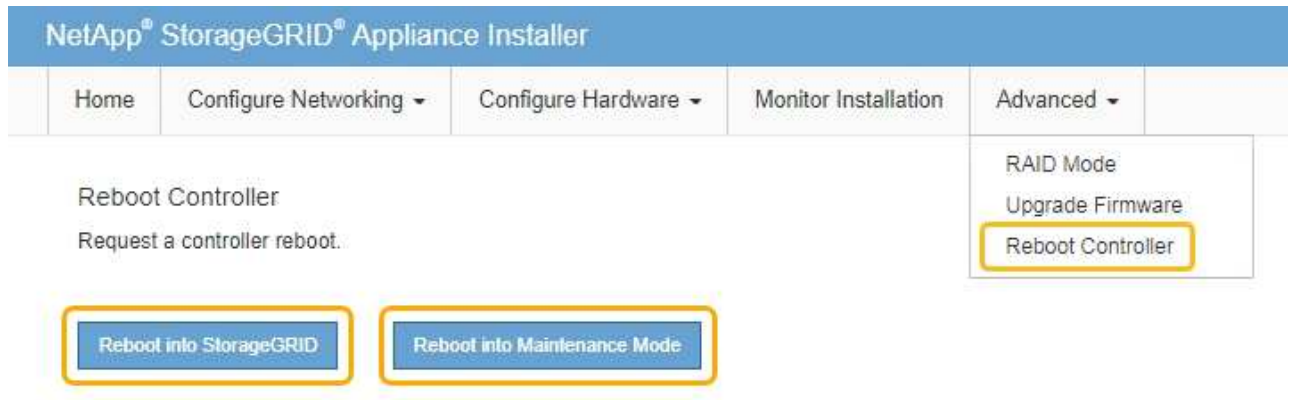 NetApp® StorageGRID® Appliance Installer
Home Configure Networking Configure Hardware Monitor Installation Advanced
RAID Mode
Upgrade Firmware
Reboot Controller
Reboot Controller
Request a controller reboot.
Reboot into StorageGRID Reboot into Maintenance Mode